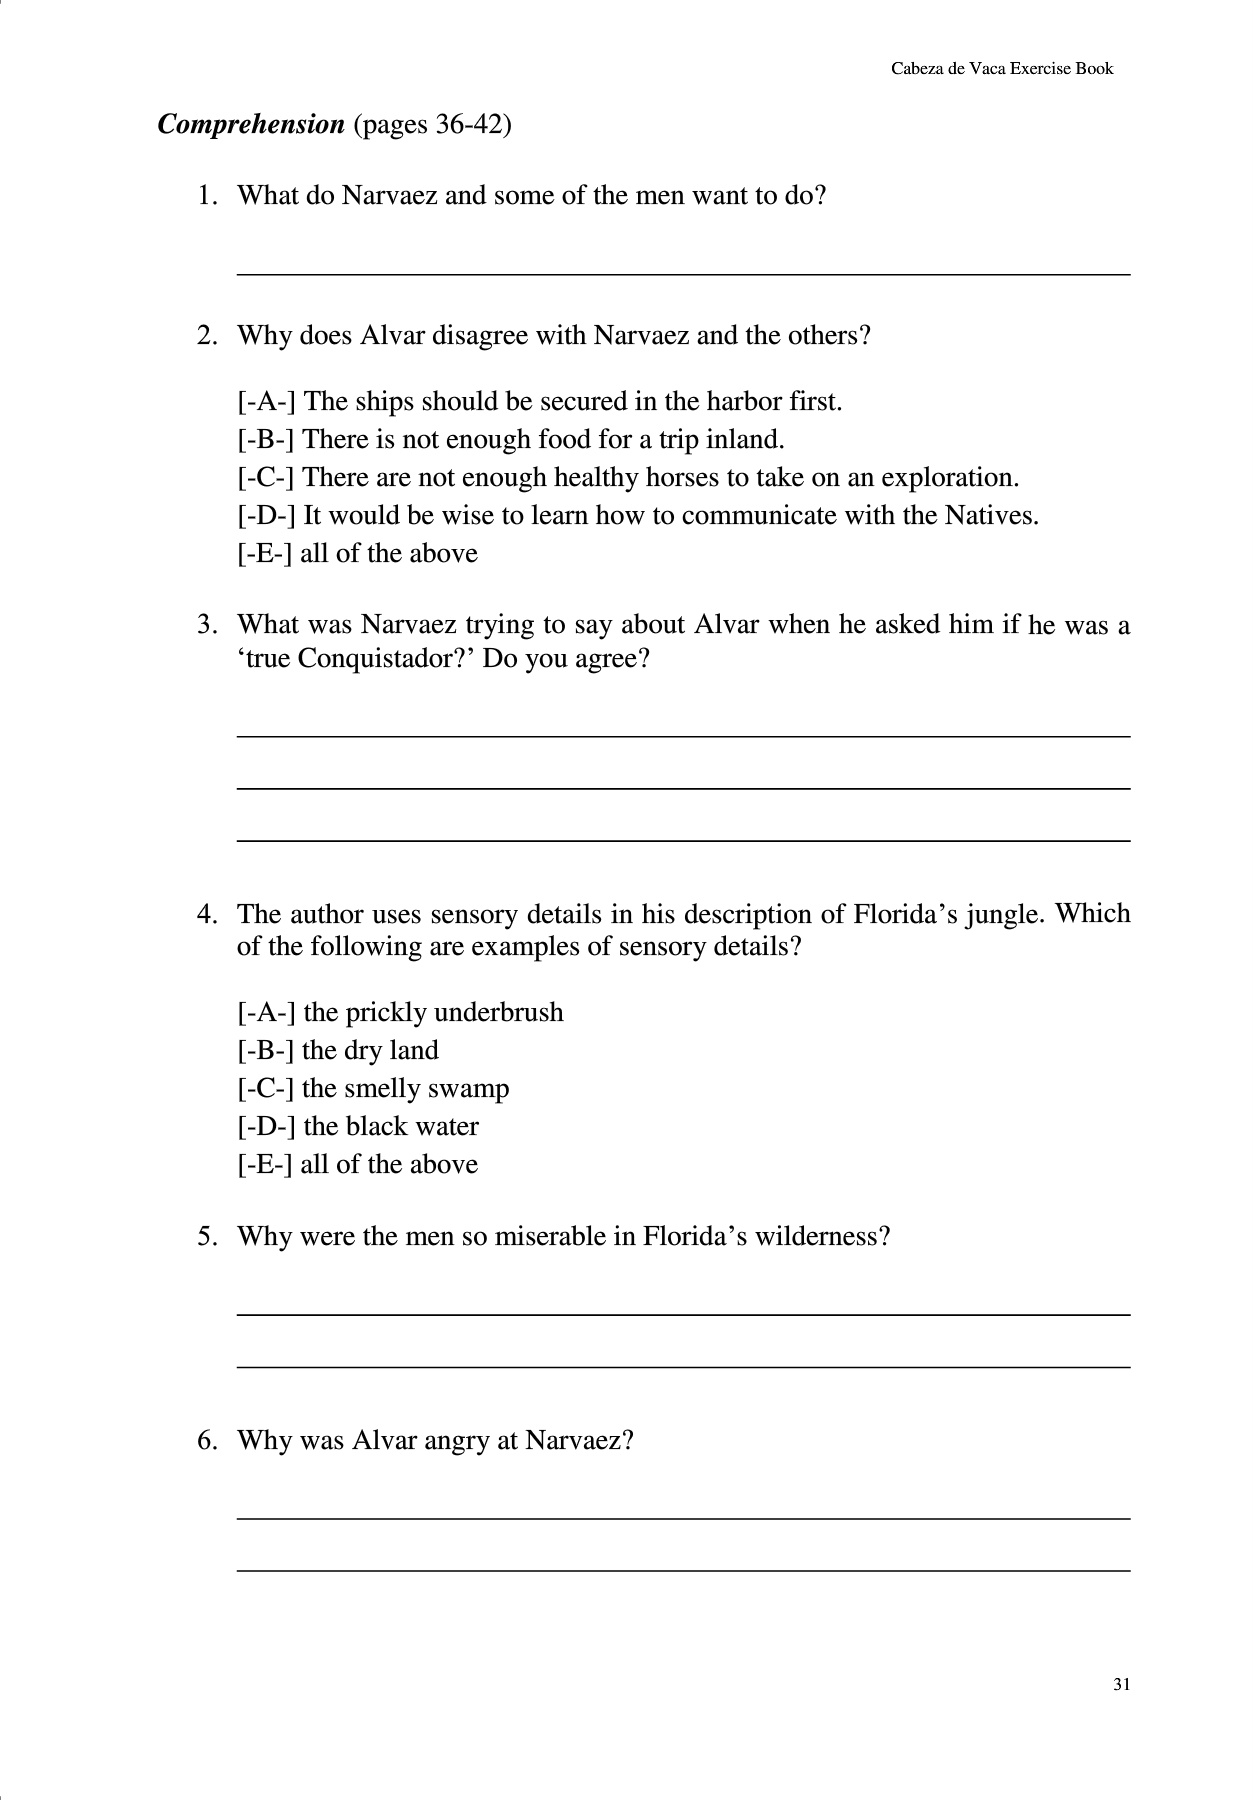 Cabeza de Vaca Exercise Book
Comprehension (pages 36-42)
1. What do Narvaez and some of the men want to do?
2. Why does Alvar disagree with Narvaez and the others?
[-A-] The ships should be secured in the harbor first.
[-B-] There is not enough food for a trip inland.
[-C-] There are not enough healthy horses to take on an exploration.
[-D-] It would be wise to learn how to communicate with the Natives.
[-E-] all of the above
3. What was Narvaez trying to say about Alvar when he asked him if he was a
‘true Conquistador?’ Do you agree?
4. The author uses sensory details in his description of Florida’s jungle. Which
of the following are examples of sensory details?
[-A-] the prickly underbrush
[-B-] the dry land
[-C-] the smelly swamp
[-D-] the black water
[-E-] all of the above
5. Why were the men so miserable in Florida’s wilderness?
6. Why was Alvar angry at Narvaez?
31